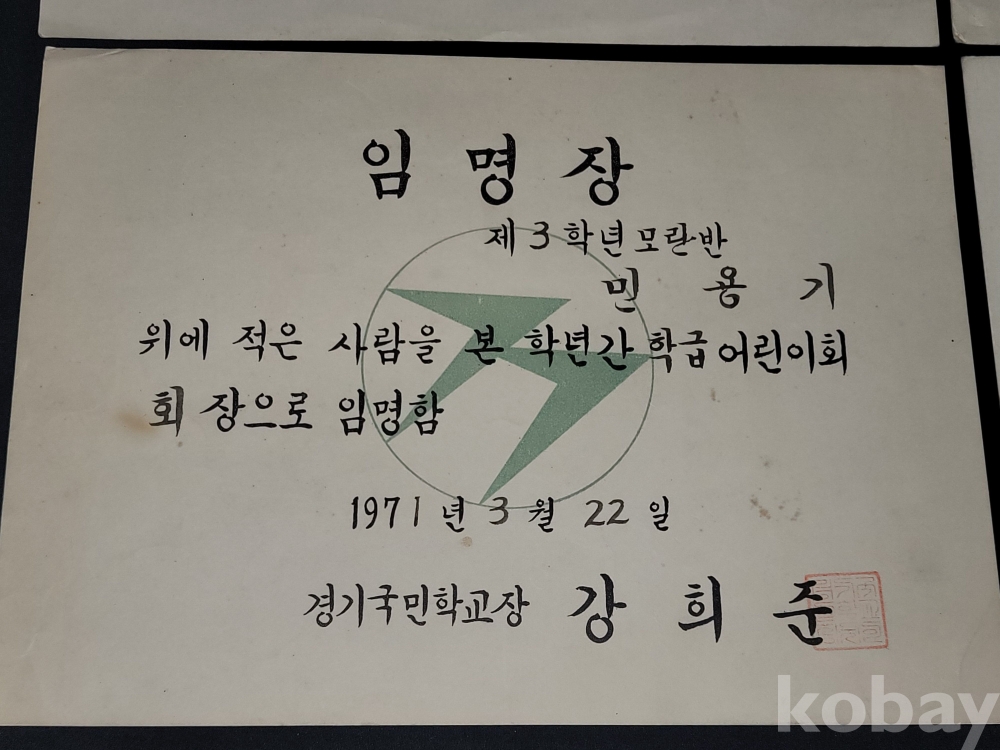 임명장
제 3 학년 모란반
민용기
위에 적은 사람을 본 학년간 학급 어린이회
회장으로 임명함
1971년 3월 22일
경기국민학교장 강희준
kobay